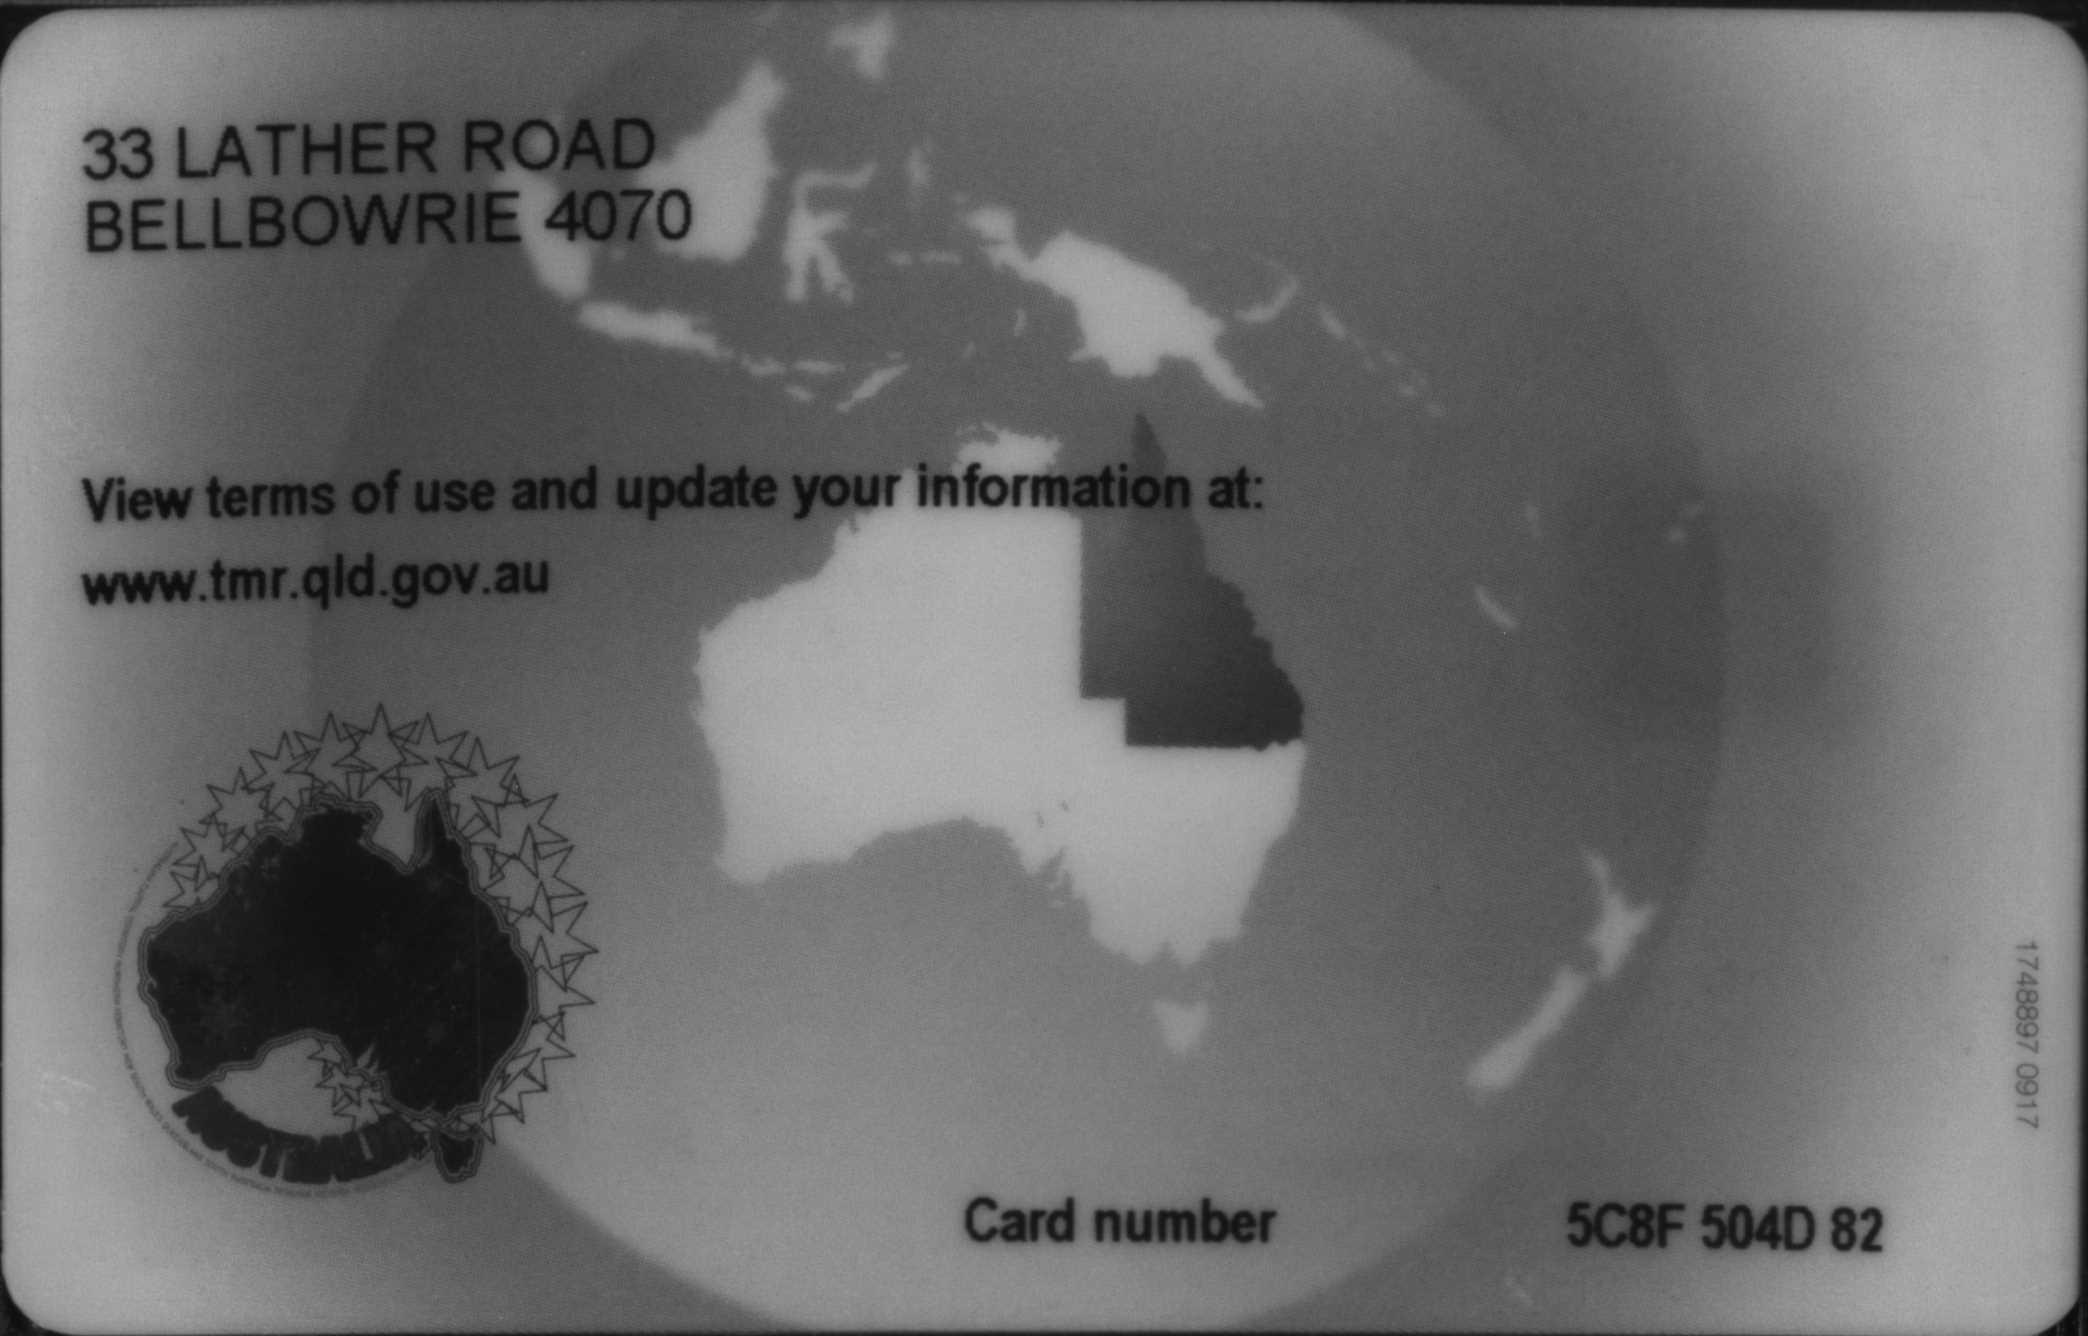 33 LATHER ROAD
BELLBOWRIE 4070
View terms of use and update your information at:
www.tmr.qld.gov.au
Card number 5C8F 504D 82
17488897 0917